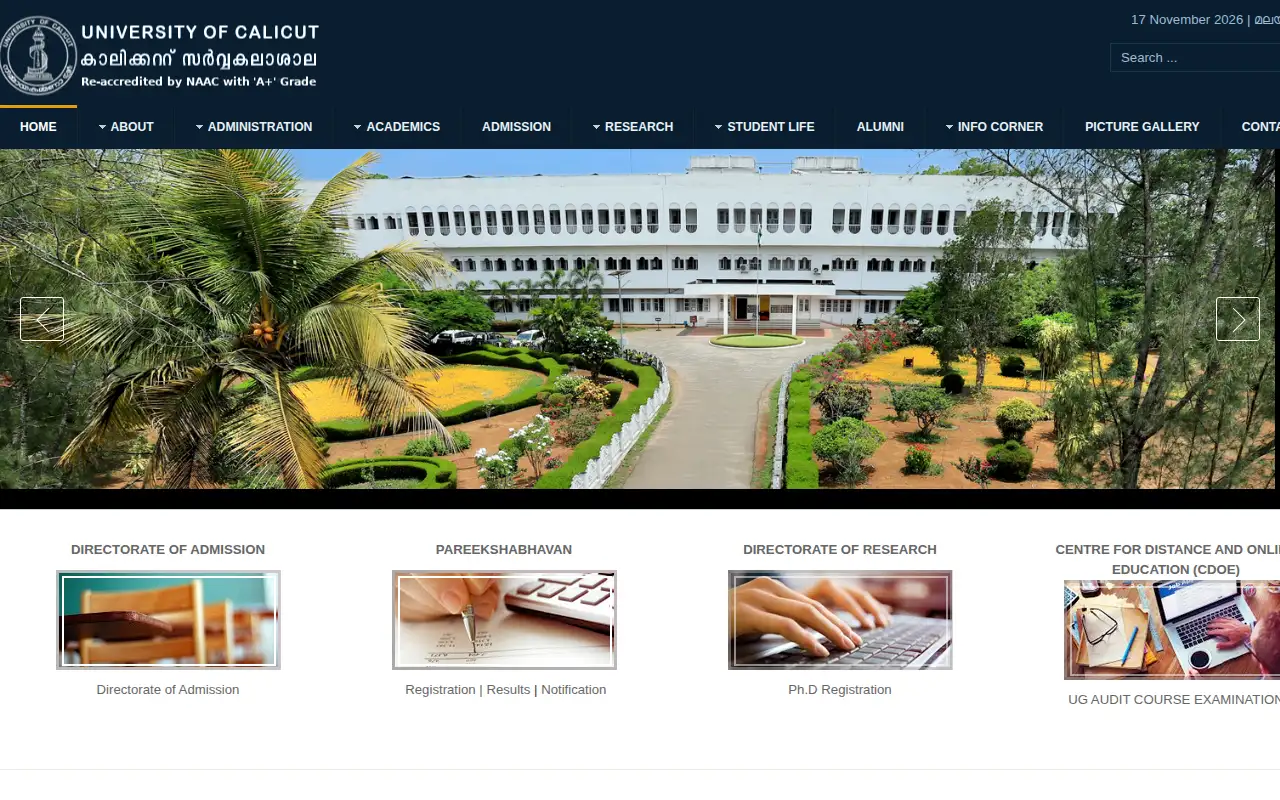 UNIVERSITY OF CALICUT
കാലിക്കറ്റ് സർവ്വകലാശാല
Re-accredited by NAAC with 'A+' Grade
17 November 2026 |
Search ...
HOME
ABOUT
ADMINISTRATION
ACADEMICS
ADMISSION
RESEARCH
STUDENT LIFE
ALUMNI
INFO CORNER
PICTURE GALLERY
DIRECTORATE OF ADMISSION
Directorate of Admission
PAREEKSHABHAVAN
Registration | Results | Notification
DIRECTORATE OF RESEARCH
Ph.D Registration
CENTRE FOR DISTANCE AND
EDUCATION (CDOE)
UG AUDIT COURSE EXAMINATION